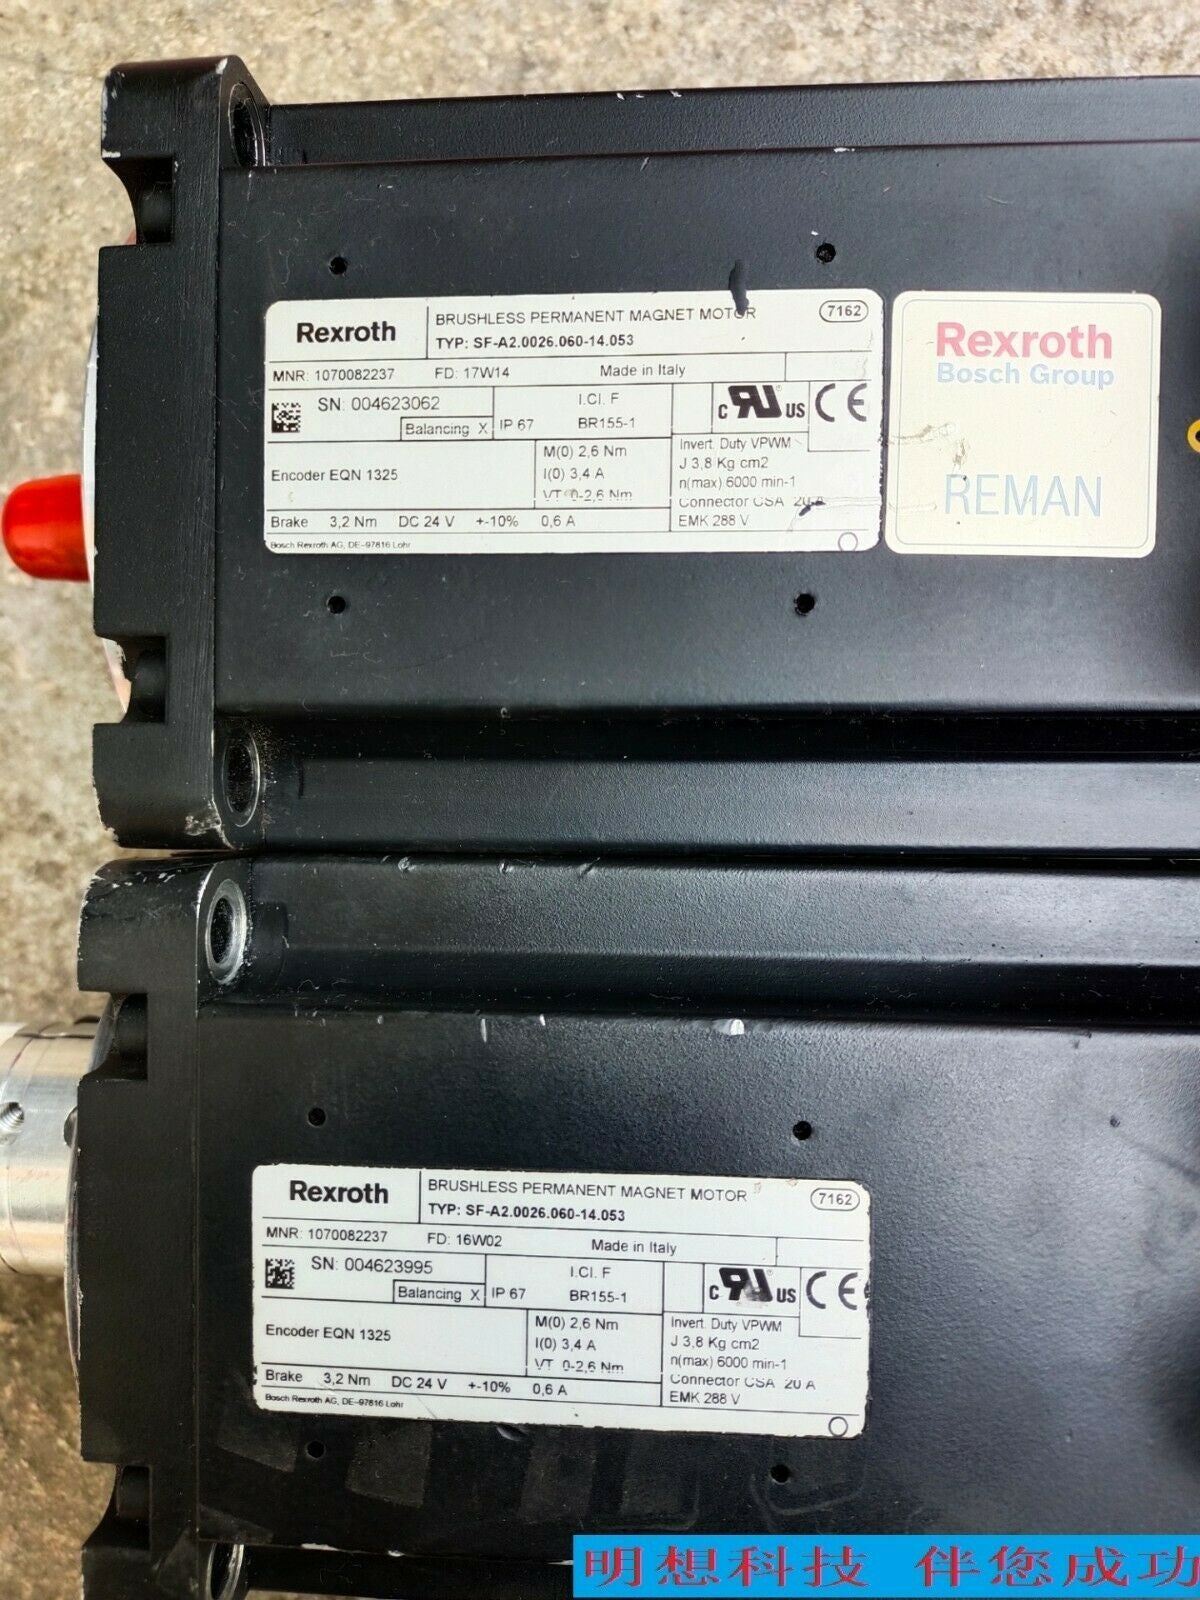 Rexroth
BRUSHLESS PERMANENT MAGNET MOTOR
7162
TYP: SF-A2.0026.060-14.053
MNR: 1070082237 FD: 17W14 Made in Italy
SN: 004623062 I.Cl. F
Balancing X IP 67 BR155-1
c US CE
Encoder EQN 1325
M(0) 2,6 Nm
I(0) 3,4 A
VT 0-2,6 Nm
Invert. Duty VPWM
J 3,8 Kg cm2
n(max) 6000 min-1
Connector CSA 20 A
EMK 288 V
Brake 3,2 Nm DC 24 V +-10% 0,6 A
Bosch Rexroth AG, DE-97816 Lohr
Rexroth
Bosch Group
REMAN
Rexroth
BRUSHLESS PERMANENT MAGNET MOTOR
7162
TYP: SF-A2.0026.060-14.053
MNR: 1070082237 FD: 16W02 Made in Italy
SN: 004623995 I.Cl. F
Balancing X IP 67 BR155-1
c US CE
Encoder EQN 1325
M(0) 2,6 Nm
I(0) 3,4 A
VT 0-2,6 Nm
Invert. Duty VPWM
J 3,8 Kg cm2
n(max) 6000 min-1
Connector CSA 20 A
EMK 288 V
Brake 3,2 Nm DC 24 V +-10% 0,6 A
Bosch Rexroth AG, DE-97816 Lohr
明想科技 伴您成功